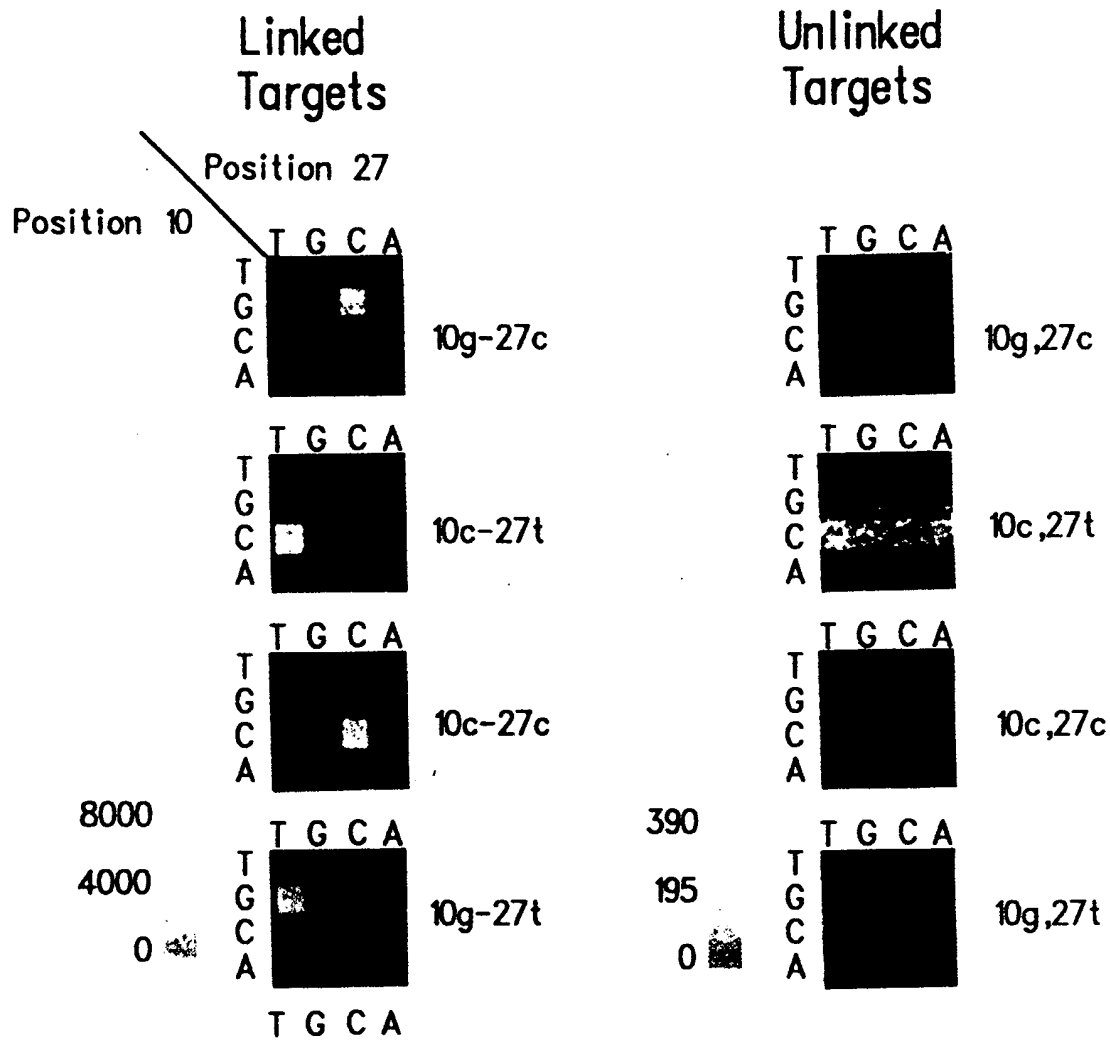 Linked
Targets
Unlinked
Targets
Position 27
Position 10
T G C A
T
G
C
A
10g-27c
T G C A
T
G
C
A
10g,27c
T G C A
T
G
C
A
10c-27t
T G C A
T
G
C
A
10c,27t
T G C A
T
G
C
A
10c-27c
T G C A
T
G
C
A
10c,27c
8000
4000
0
T G C A
T
G
C
A
10g-27t
T G C A
390
195
0
T G C A
T
G
C
A
10g,27t